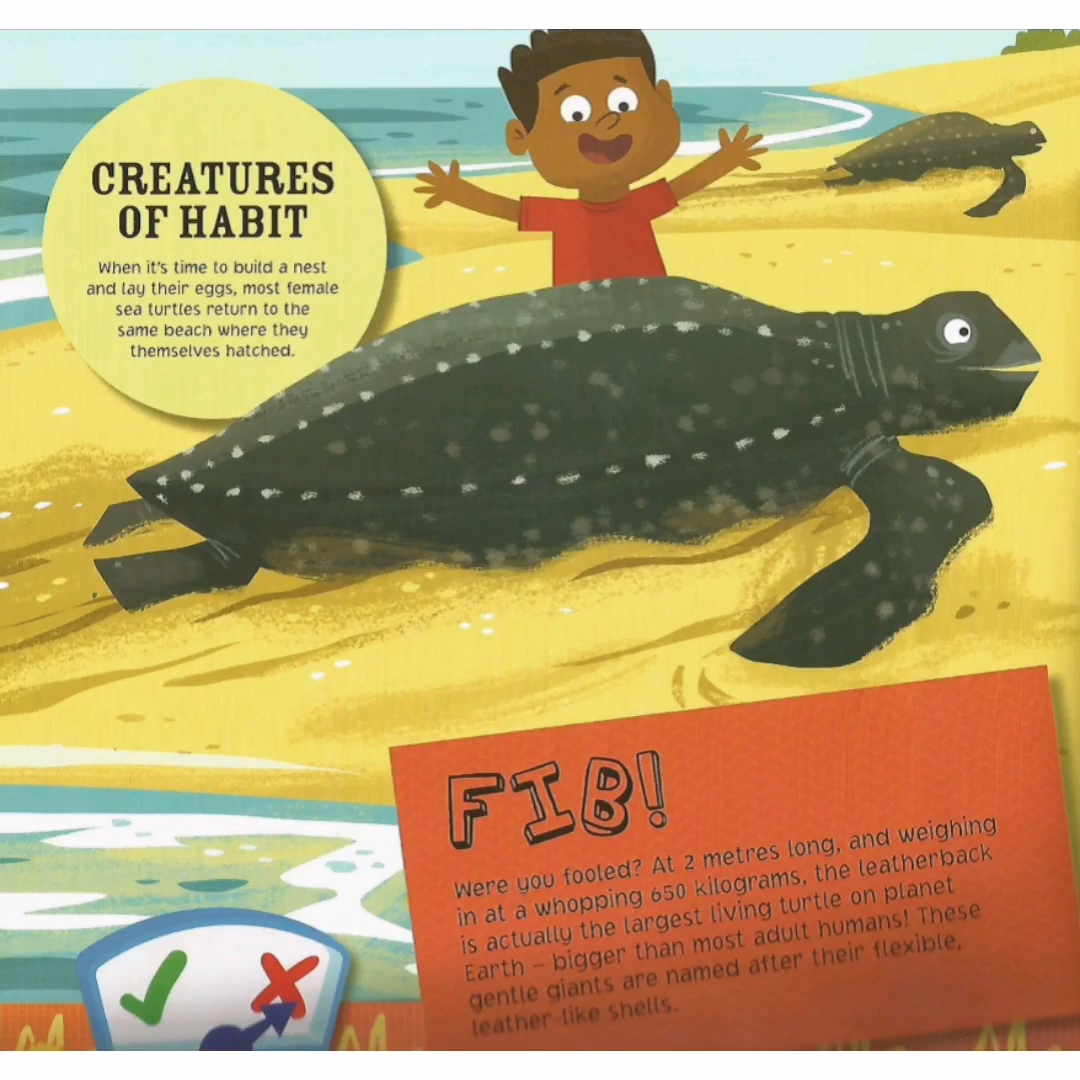 CREATURES
OF HABIT
When it's time to build a nest
and lay their eggs, most female
sea turtles return to the
same beach where they
themselves hatched.
FIB!
Were you fooled? At 2 metres long, and weighing
in at a whopping 650 kilograms, the leatherback
is actually the largest living turtle on planet
Earth – bigger than most adult humans! These
gentle giants are named after their flexible,
leather-like shells.